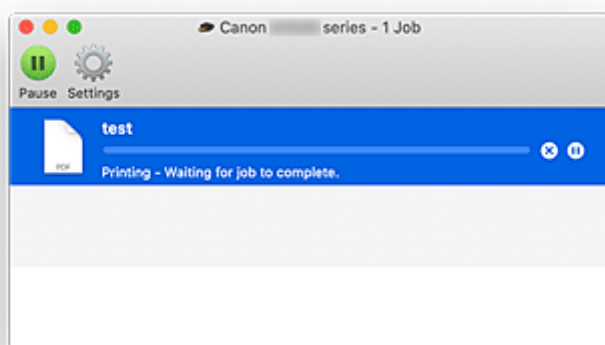 Canon series - 1 Job
Pause Settings
test
PDF
Printing - Waiting for job to complete.